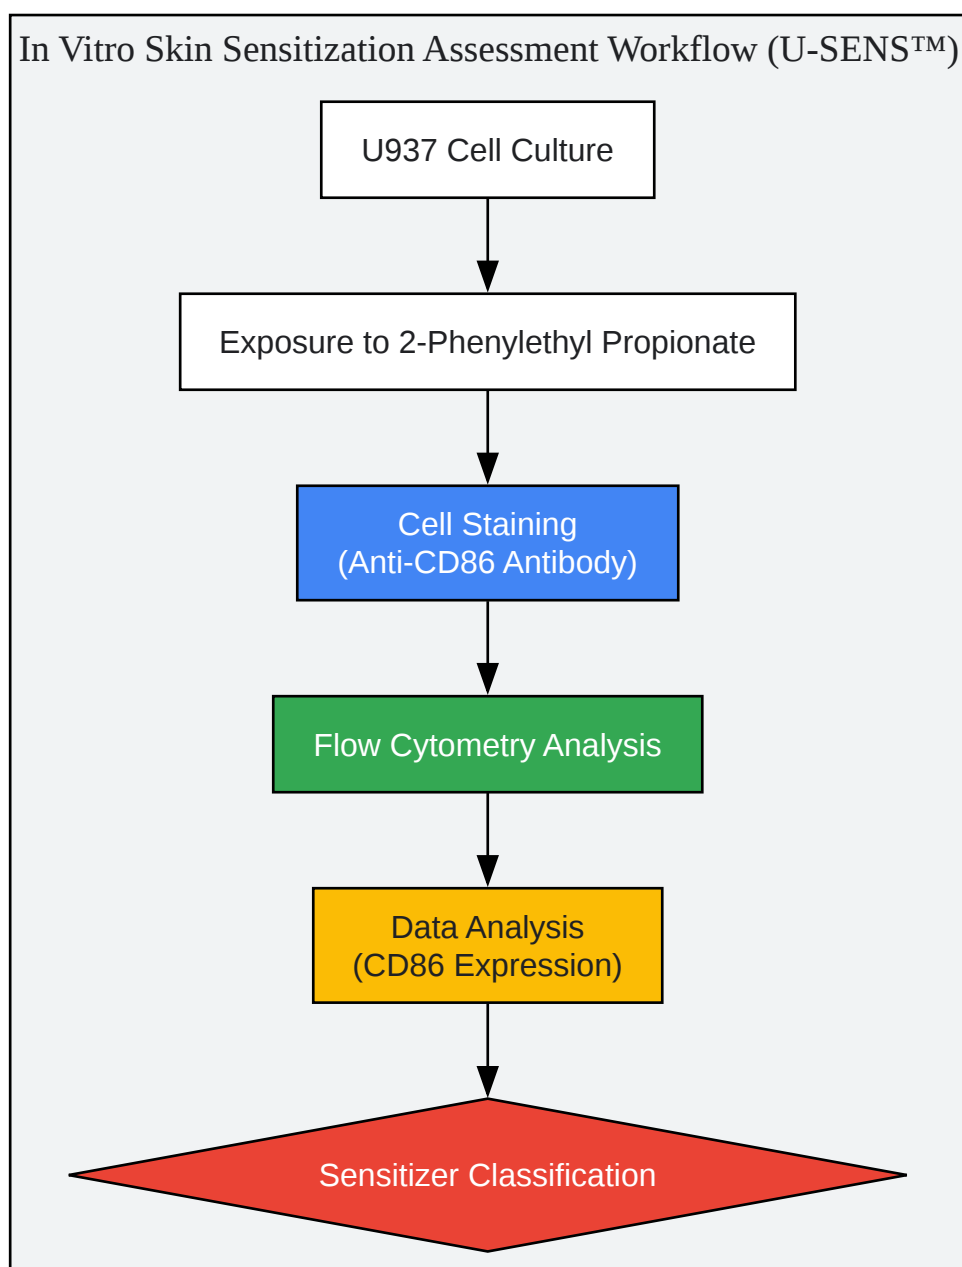 In Vitro Skin Sensitization Assessment Workflow (U-SENS™)
U937 Cell Culture
Exposure to 2-Phenylethyl Propionate
Cell Staining
(Anti-CD86 Antibody)
Flow Cytometry Analysis
Data Analysis
(CD86 Expression)
Sensitizer Classification